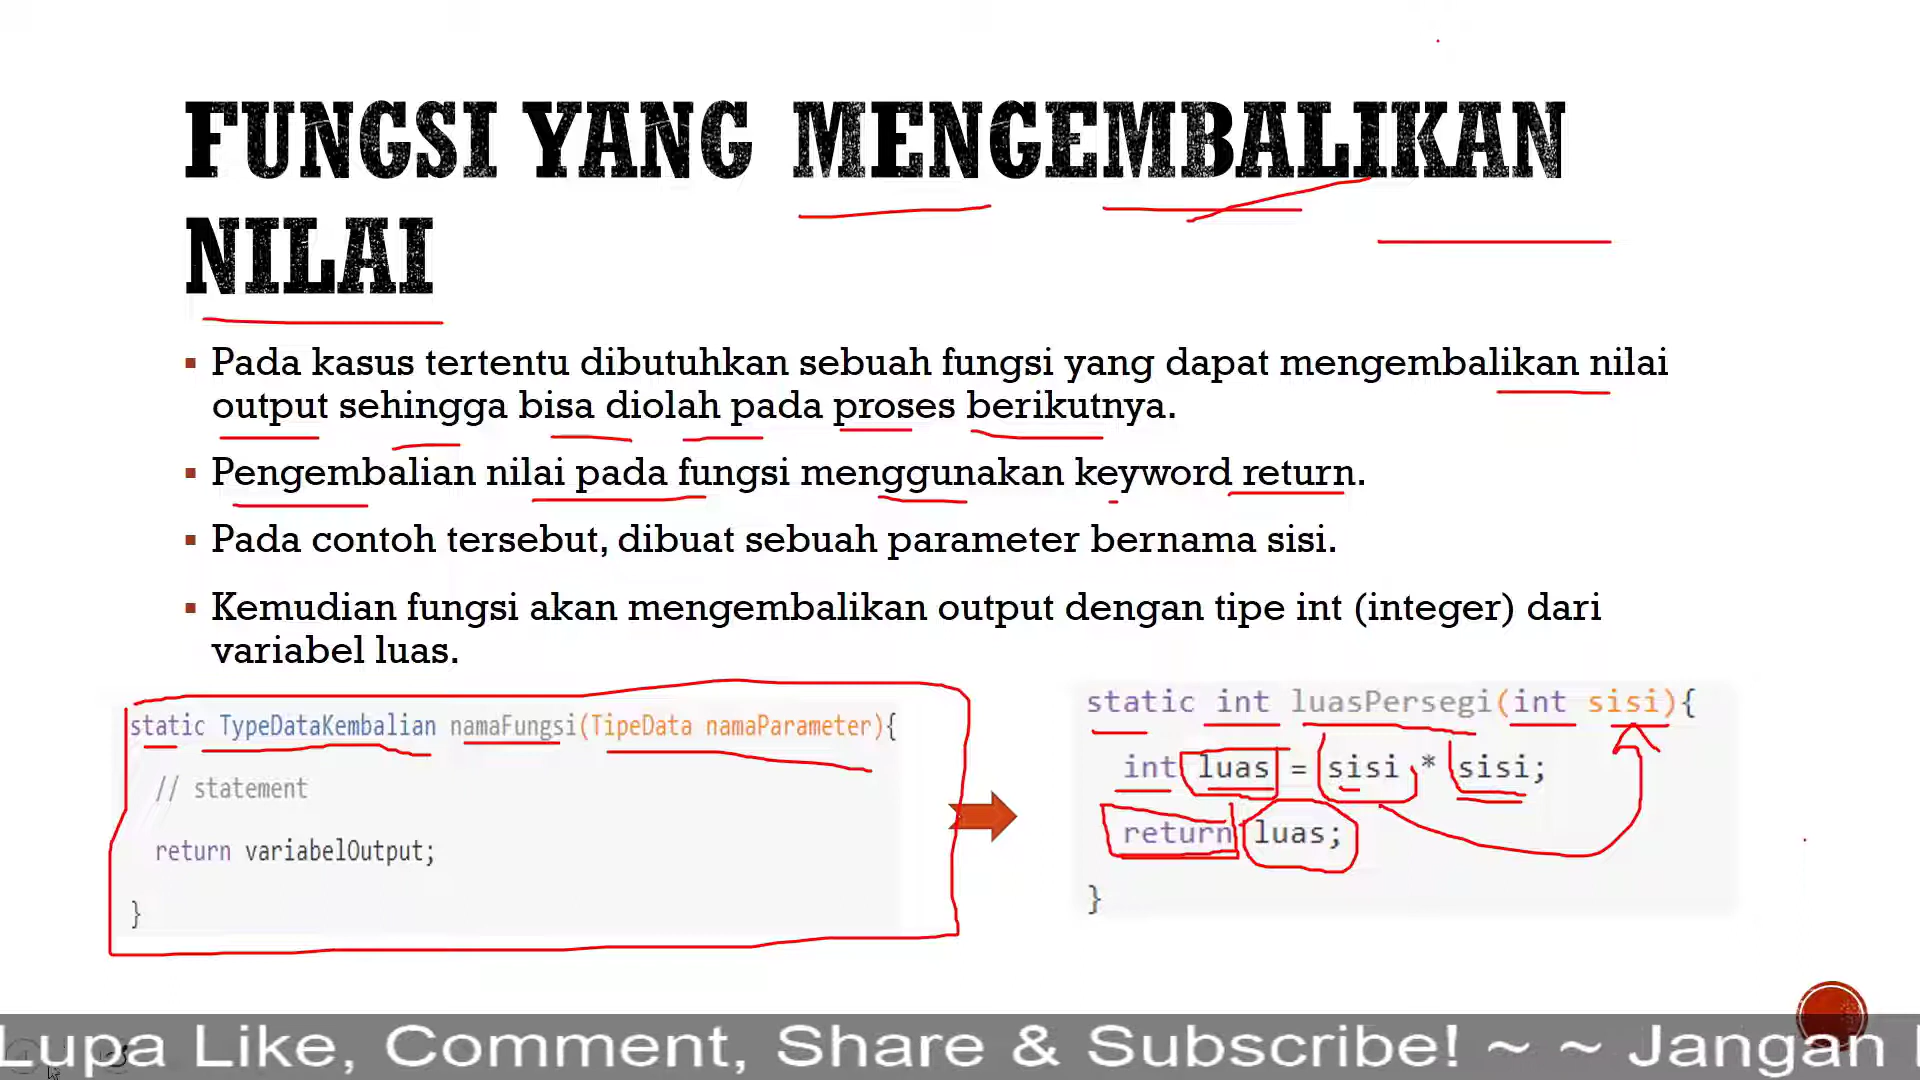 FUNGSI YANG MENGEMBALIKAN
NILAI
Pada kasus tertentu dibutuhkan sebuah fungsi yang dapat mengembalikan nilai
output sehingga bisa diolah pada proses berikutnya.
Pengembalian nilai pada fungsi menggunakan keyword return.
Pada contoh tersebut, dibuat sebuah parameter bernama sisi.
Kemudian fungsi akan mengembalikan output dengan tipe int (integer) dari
variabel luas.
static TypeDataKembalian namaFungsi(TipeData namaParameter){
// statement
return variabelOutput;
}
static int luasPersegi(int sisi){
int luas = sisi * sisi;
return luas;
}
Lupa Like, Comment, Share & Subscribe! ~ ~ Jangan